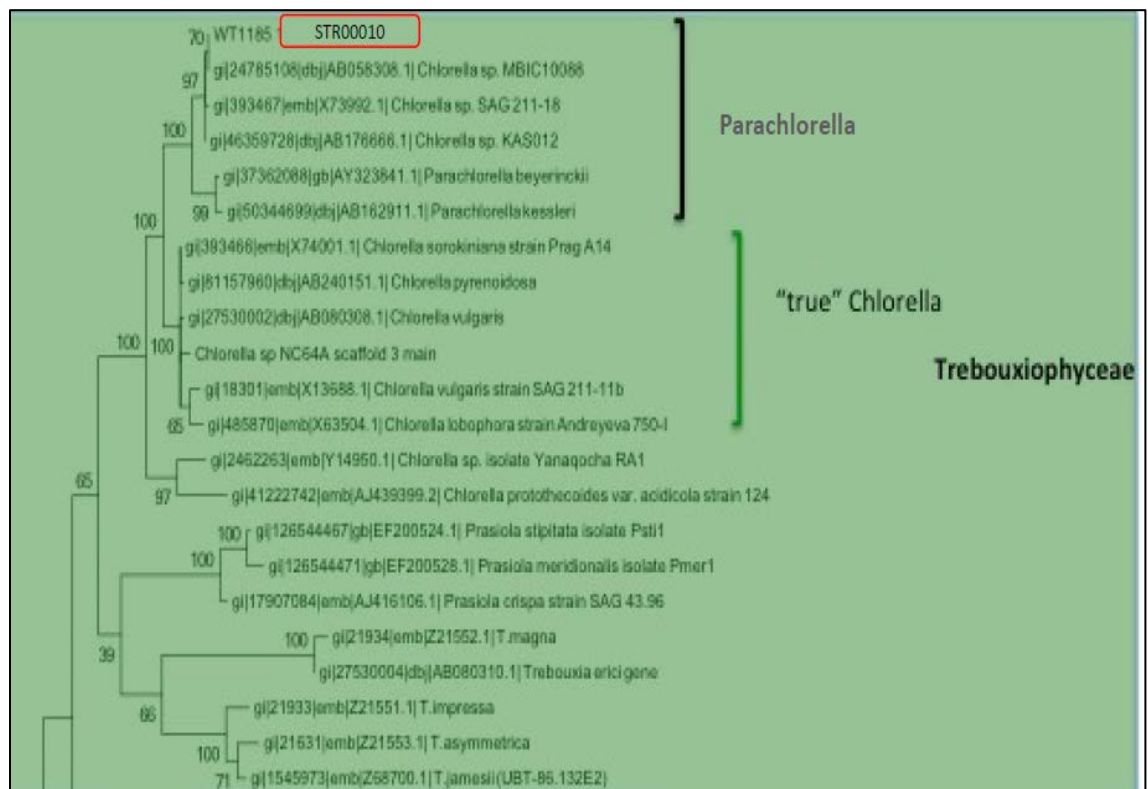 70 WT1185 1 STR00010
gi|24785108|dbj|AB058308.1| Chlorella sp. MBIC10088
97
gi|393467|emb|X73992.1| Chlorella sp. SAG 211-18
100
gi|46359728|dbj|AB176666.1| Chlorella sp. KAS012
Parachlorella
gi|37362088|gb|AY323841.1| Parachlorella beyerinckii
99 gi|50344699|dbj|AB162911.1| Parachlorella kessleri
100
gi|393466|emb|X74001.1| Chlorella sorokiniana strain Prag A14
gi|81157960|dbj|AB240151.1| Chlorella pyrenoidosa
"true" Chlorella
gi|27530002|dbj|AB080308.1| Chlorella vulgaris
100 100 Chlorella sp NC64A scaffold 3 main
Trebouxiophyceae
gi|18301|emb|X13688.1| Chlorella vulgaris strain SAG 211-11b
65 gi|485870|emb|X63504.1| Chlorella lobophora strain Andreyeva 750-I
gi|2462263|emb|Y14950.1| Chlorella sp. isolate Yanaqocha RA1
65
97 gi|41222742|emb|AJ439399.2| Chlorella protothecoides var. acidicola strain 124
100 gi|126544467|gb|EF200524.1| Prasiola stipitata isolate Psti1
100
gi|126544471|gb|EF200528.1| Prasiola meridionalis isolate Pmer1
gi|17907084|emb|AJ416106.1| Prasiola crispa strain SAG 43.96
100 gi|21934|emb|Z21552.1| T.magna
39
gi|27530004|dbj|AB080310.1| Trebouxia erici gene
66 gi|21933|emb|Z21551.1| T.impressa
gi|21631|emb|Z21553.1| T.asymmetrica
100
71 gi|1545973|emb|Z68700.1| T.jamesii (UBT-86.132E2)